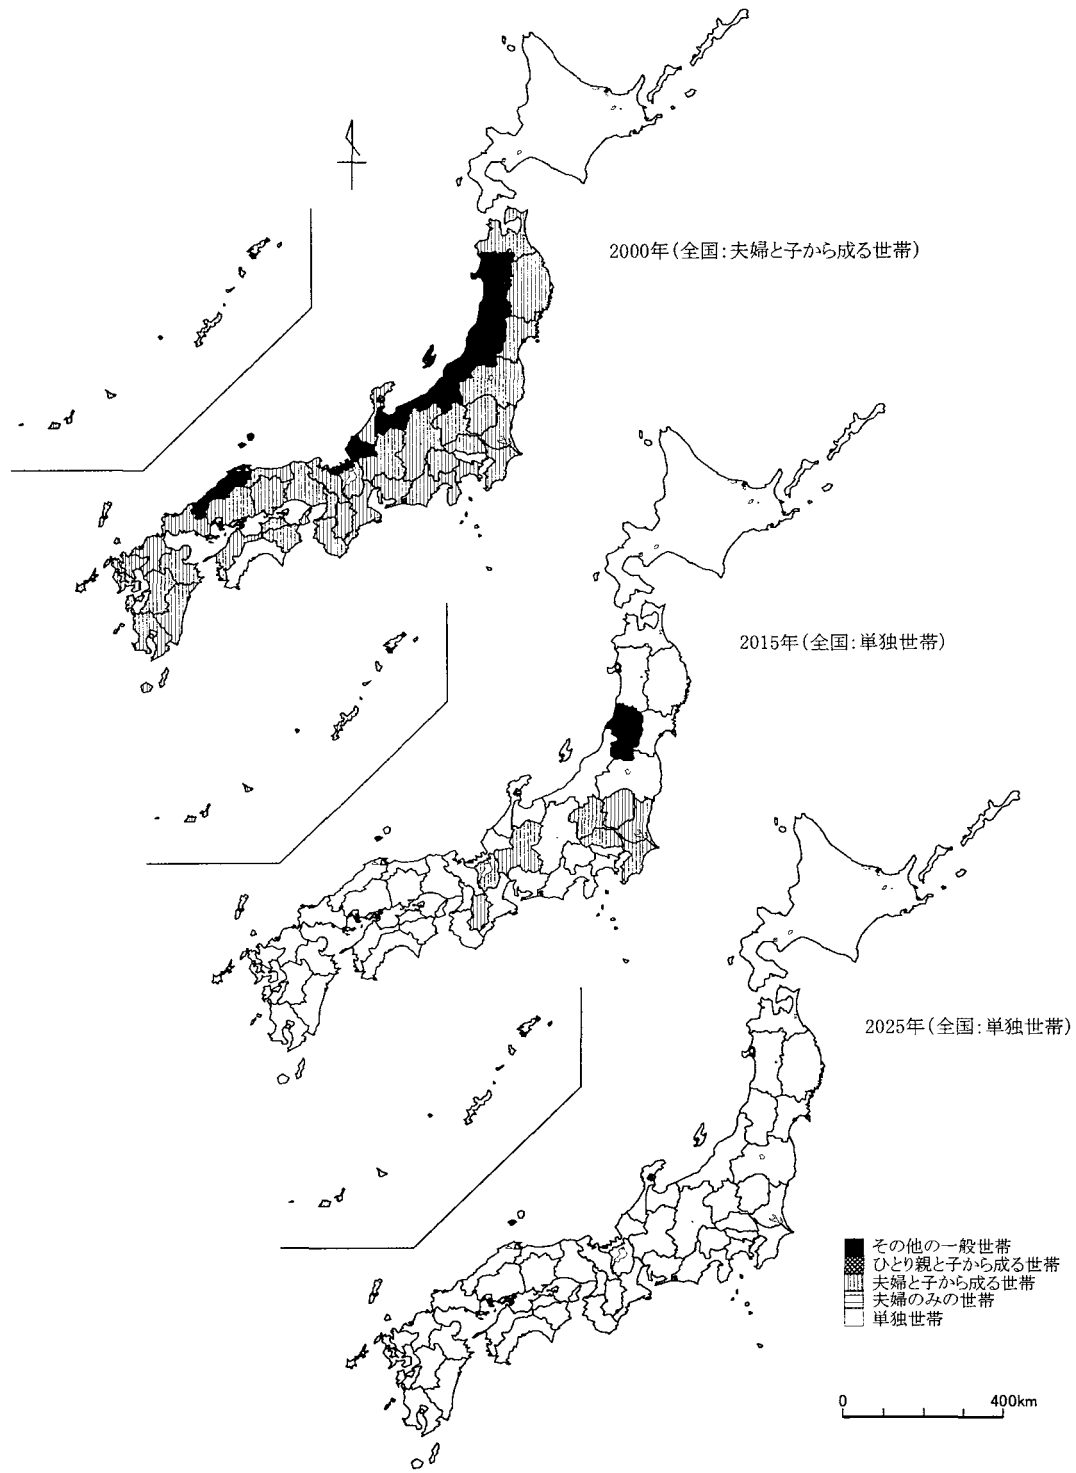 2000年(全国:夫婦と子から成る世帯)
2015年(全国:単独世帯)
2025年(全国:単独世帯)
その他の一般世帯
ひとり親と子から成る世帯
夫婦と子から成る世帯
夫婦のみの世帯
単独世帯
0 400km